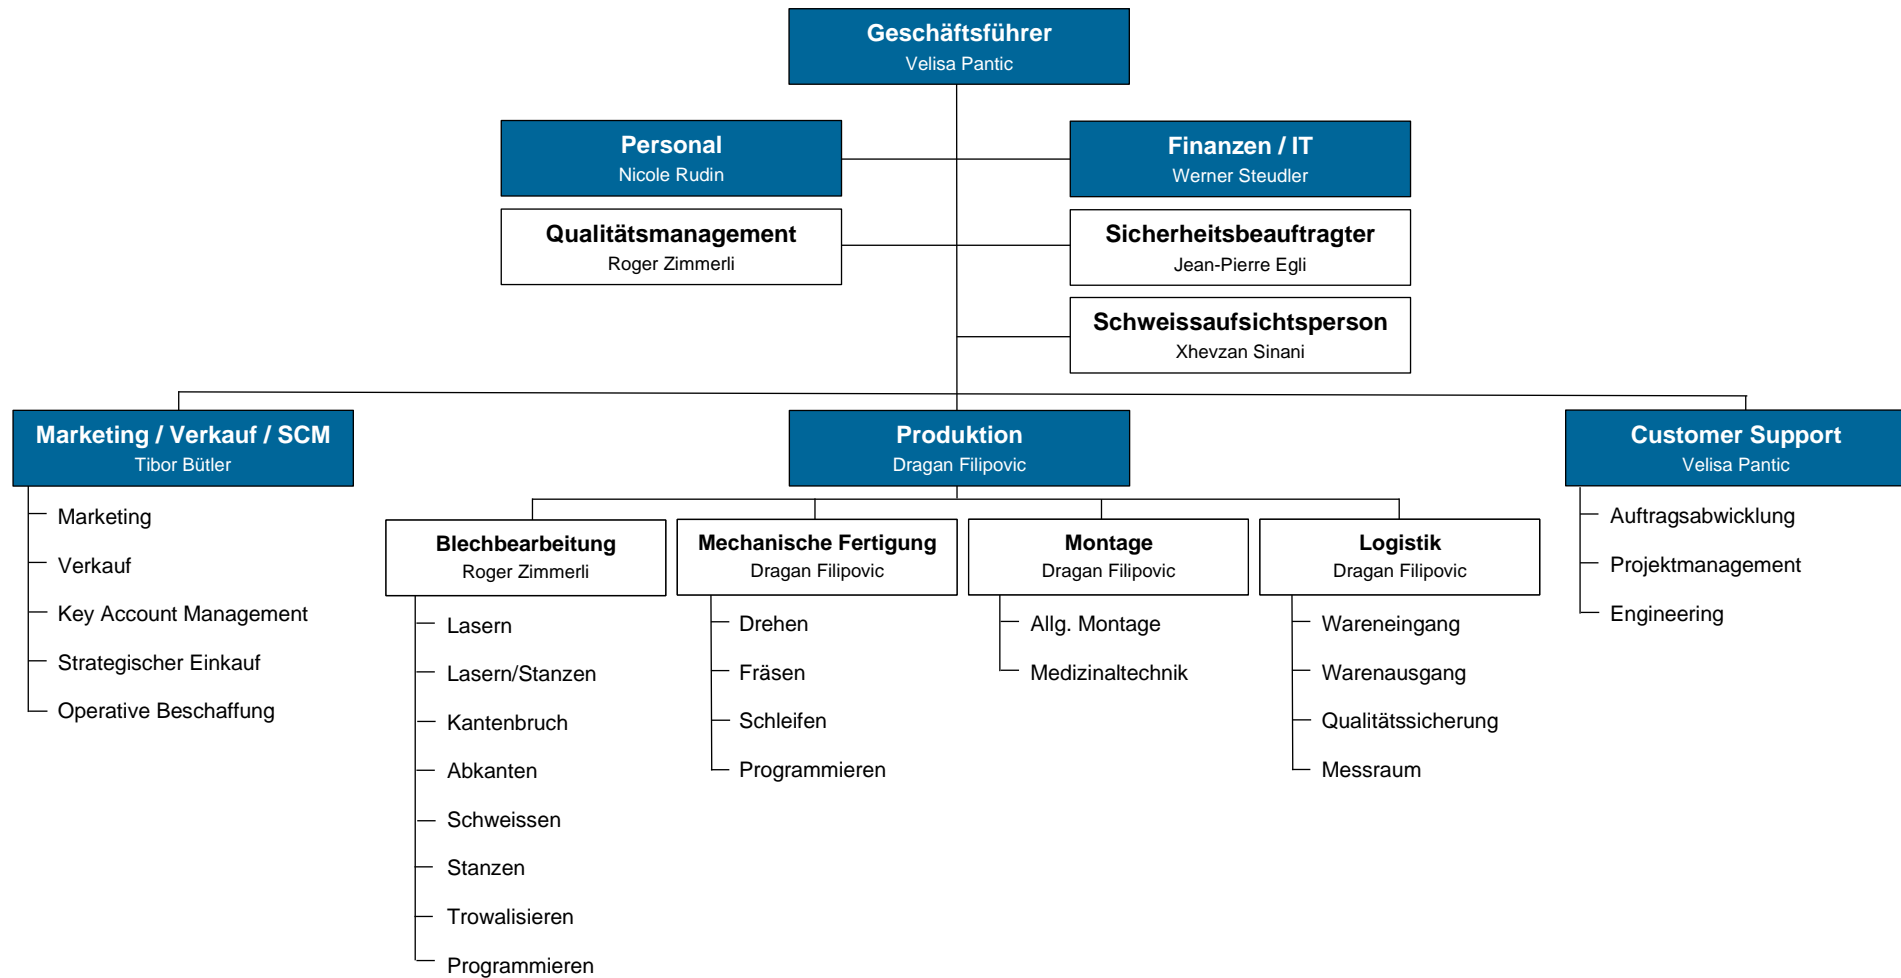 Geschäftsführer
Velisa Pantic
Personal
Nicole Rudin
Finanzen / IT
Werner Steudler
Qualitätsmanagement
Roger Zimmerli
Sicherheitsbeauftragter
Jean-Pierre Egli
Schweissaufsichtsperson
Xhevzan Sinani
Marketing / Verkauf / SCM
Tibor Bütler
Marketing
Verkauf
Key Account Management
Strategischer Einkauf
Operative Beschaffung
Produktion
Dragan Filipovic
Blechbearbeitung
Roger Zimmerli
Lasern
Lasern/Stanzen
Kantenbruch
Abkanten
Schweissen
Stanzen
Trowalisieren
Programmieren
Mechanische Fertigung
Dragan Filipovic
Drehen
Fräsen
Schleifen
Programmieren
Montage
Dragan Filipovic
Allg. Montage
Medizinaltechnik
Logistik
Dragan Filipovic
Wareneingang
Warenausgang
Qualitätssicherung
Messraum
Customer Support
Velisa Pantic
Auftragsabwicklung
Projektmanagement
Engineering